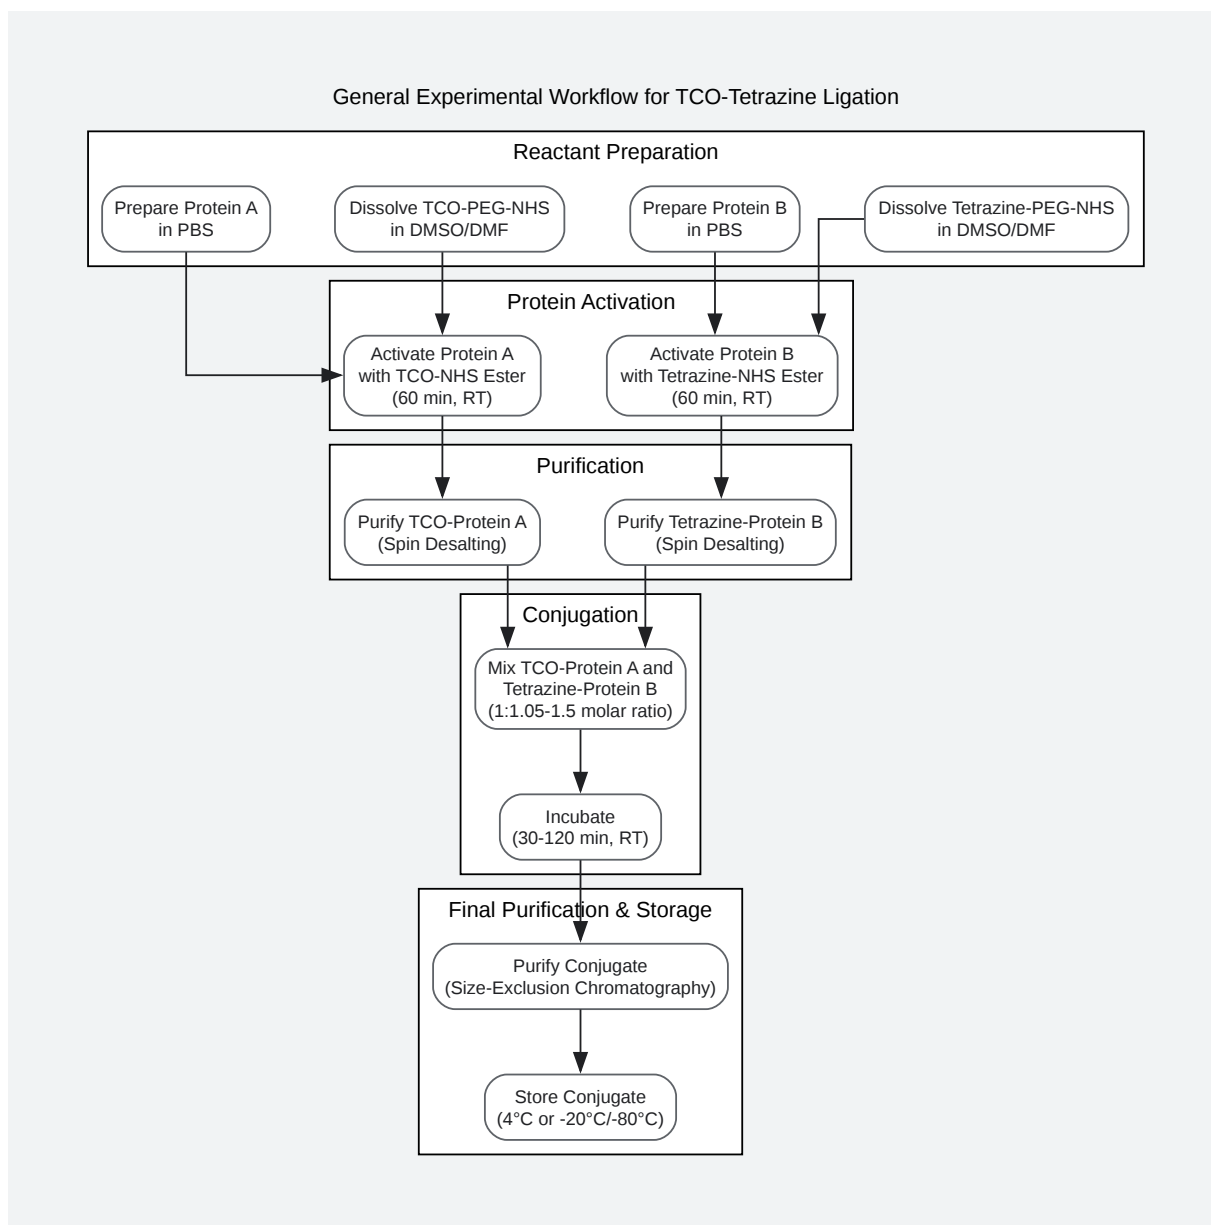 General Experimental Workflow for TCO-Tetrazine Ligation
Reactant Preparation
Prepare Protein A
in PBS
Dissolve TCO-PEG-NHS
in DMSO/DMF
Prepare Protein B
in PBS
Dissolve Tetrazine-PEG-NHS
in DMSO/DMF
Protein Activation
Activate Protein A
with TCO-NHS Ester
(60 min, RT)
Activate Protein B
with Tetrazine-NHS Ester
(60 min, RT)
Purification
Purify TCO-Protein A
(Spin Desalting)
Purify Tetrazine-Protein B
(Spin Desalting)
Conjugation
Mix TCO-Protein A and
Tetrazine-Protein B
(1:1.05-1.5 molar ratio)
Incubate
(30-120 min, RT)
Final Purification & Storage
Purify Conjugate
(Size-Exclusion Chromatography)
Store Conjugate
(4°C or -20°C/-80°C)